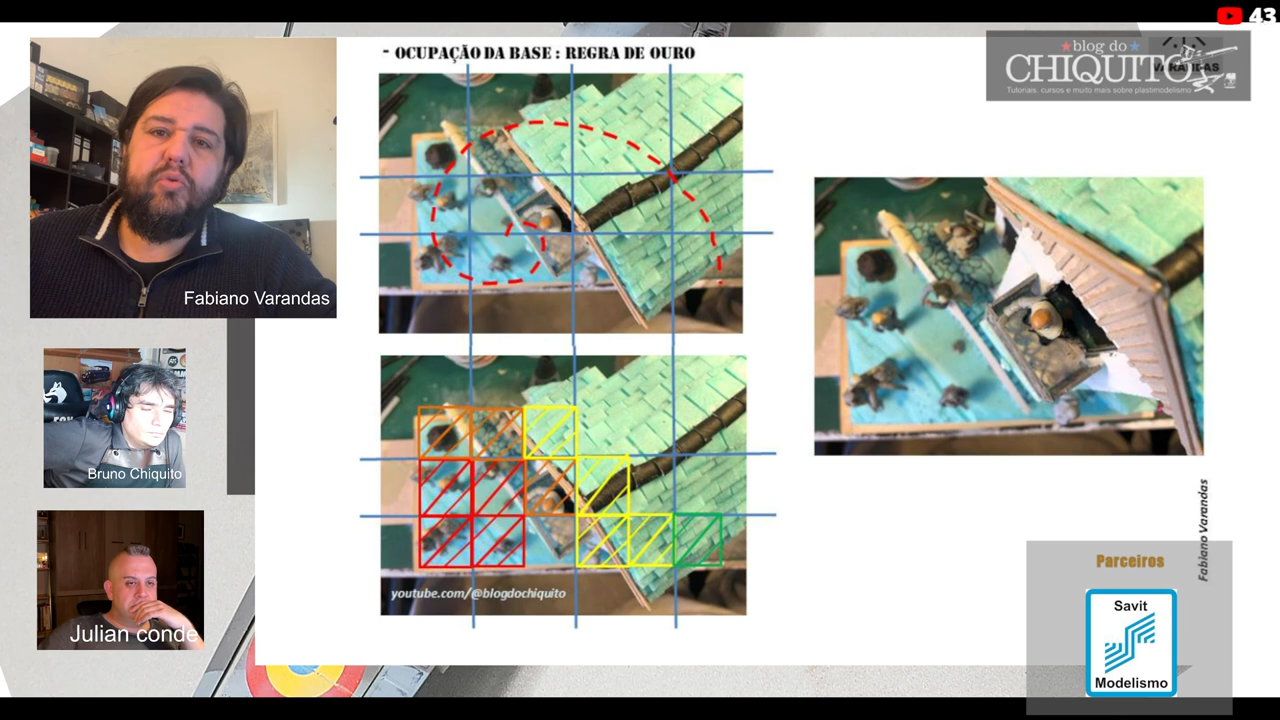 43
- OCUPAÇÃO DA BASE : REGRA DE OURO
blog do
CHIQUITO
VARANDAS
Tutoriais, cursos e muito mais sobre plastimodelismo
Fabiano Varandas
Bruno Chiquito
Julian conde
youtube.com/@blogdochiquito
Fabiano Varandas
Parceiros
Savit
Modelismo